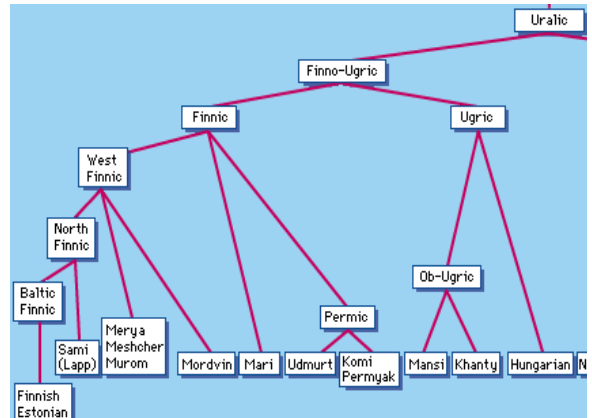 Uralic
Finno-Ugric
Finnic
Ugric
West
Finnic
North
Finnic
Ob-Ugric
Baltic
Finnic
Permic
Merya
Meshcher
Murom
Sami
(Lapp)
Mordvin
Mari
Udmurt
Komi
Permyak
Mansi
Khanty
Hungarian
Finnish
Estonian